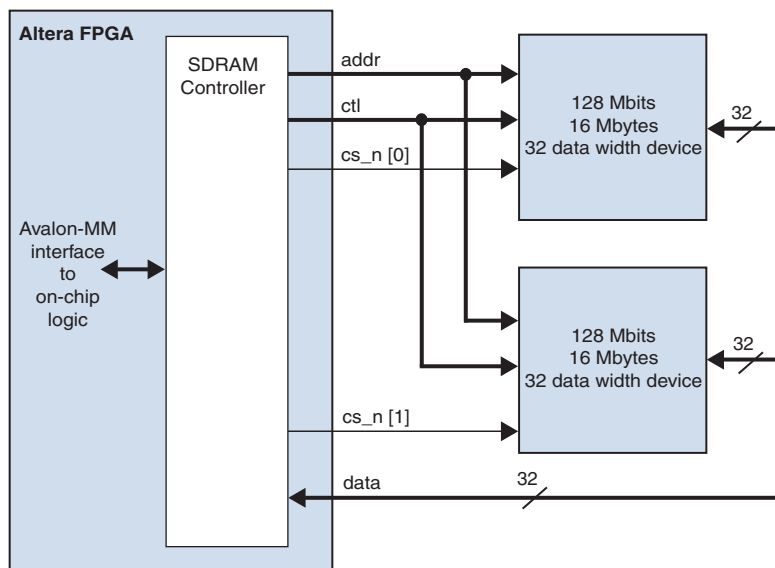 Altera FPGA
SDRAM
Controller
addr
ctl
cs_n [0]
128 Mbits
16 Mbytes
32 data width device
32
Avalon-MM
interface
to
on-chip
logic
128 Mbits
16 Mbytes
32 data width device
32
cs_n [1]
data
32